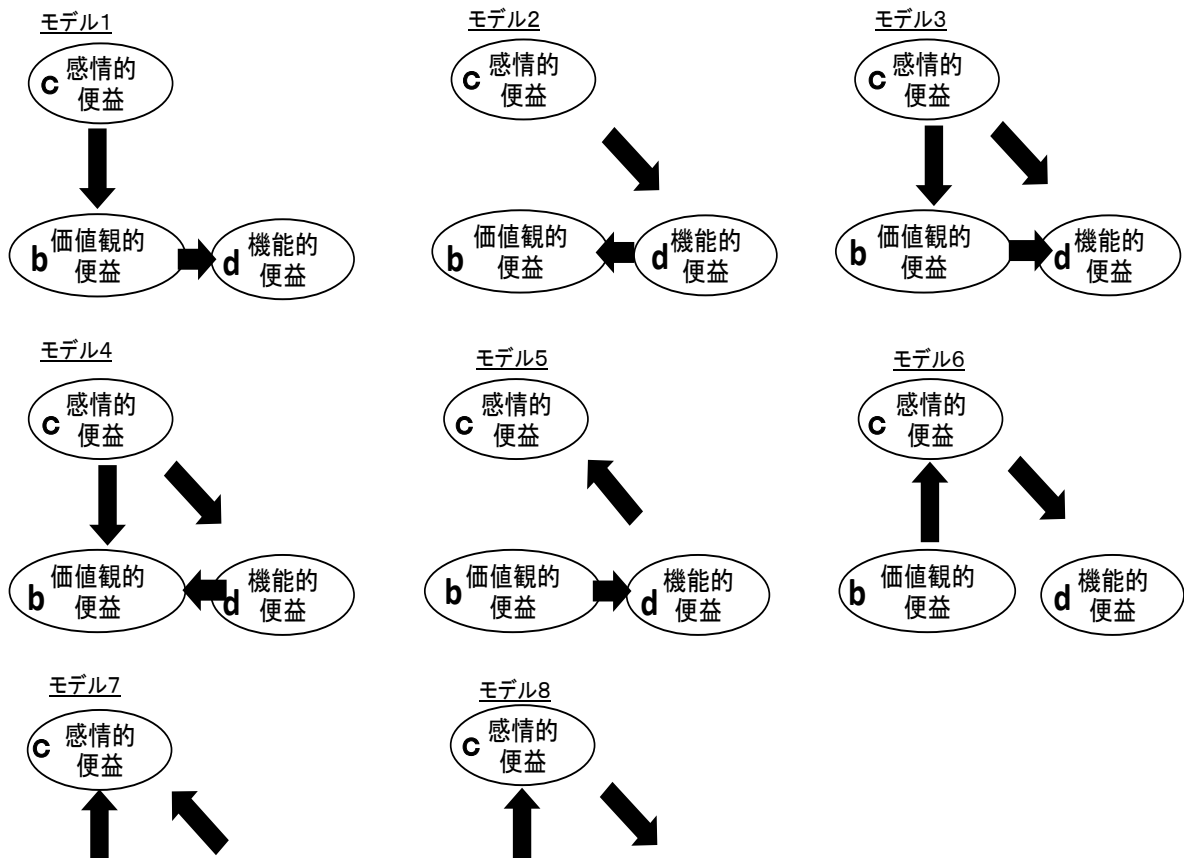 モデル1
c 感情的
便益
b 価値観的
便益
d 機能的
便益
モデル2
c 感情的
便益
b 価値観的
便益
d 機能的
便益
モデル3
c 感情的
便益
b 価値観的
便益
d 機能的
便益
モデル4
c 感情的
便益
b 価値観的
便益
d 機能的
便益
モデル5
c 感情的
便益
b 価値観的
便益
d 機能的
便益
モデル6
c 感情的
便益
b 価値観的
便益
d 機能的
便益
モデル7
c 感情的
便益
モデル8
c 感情的
便益